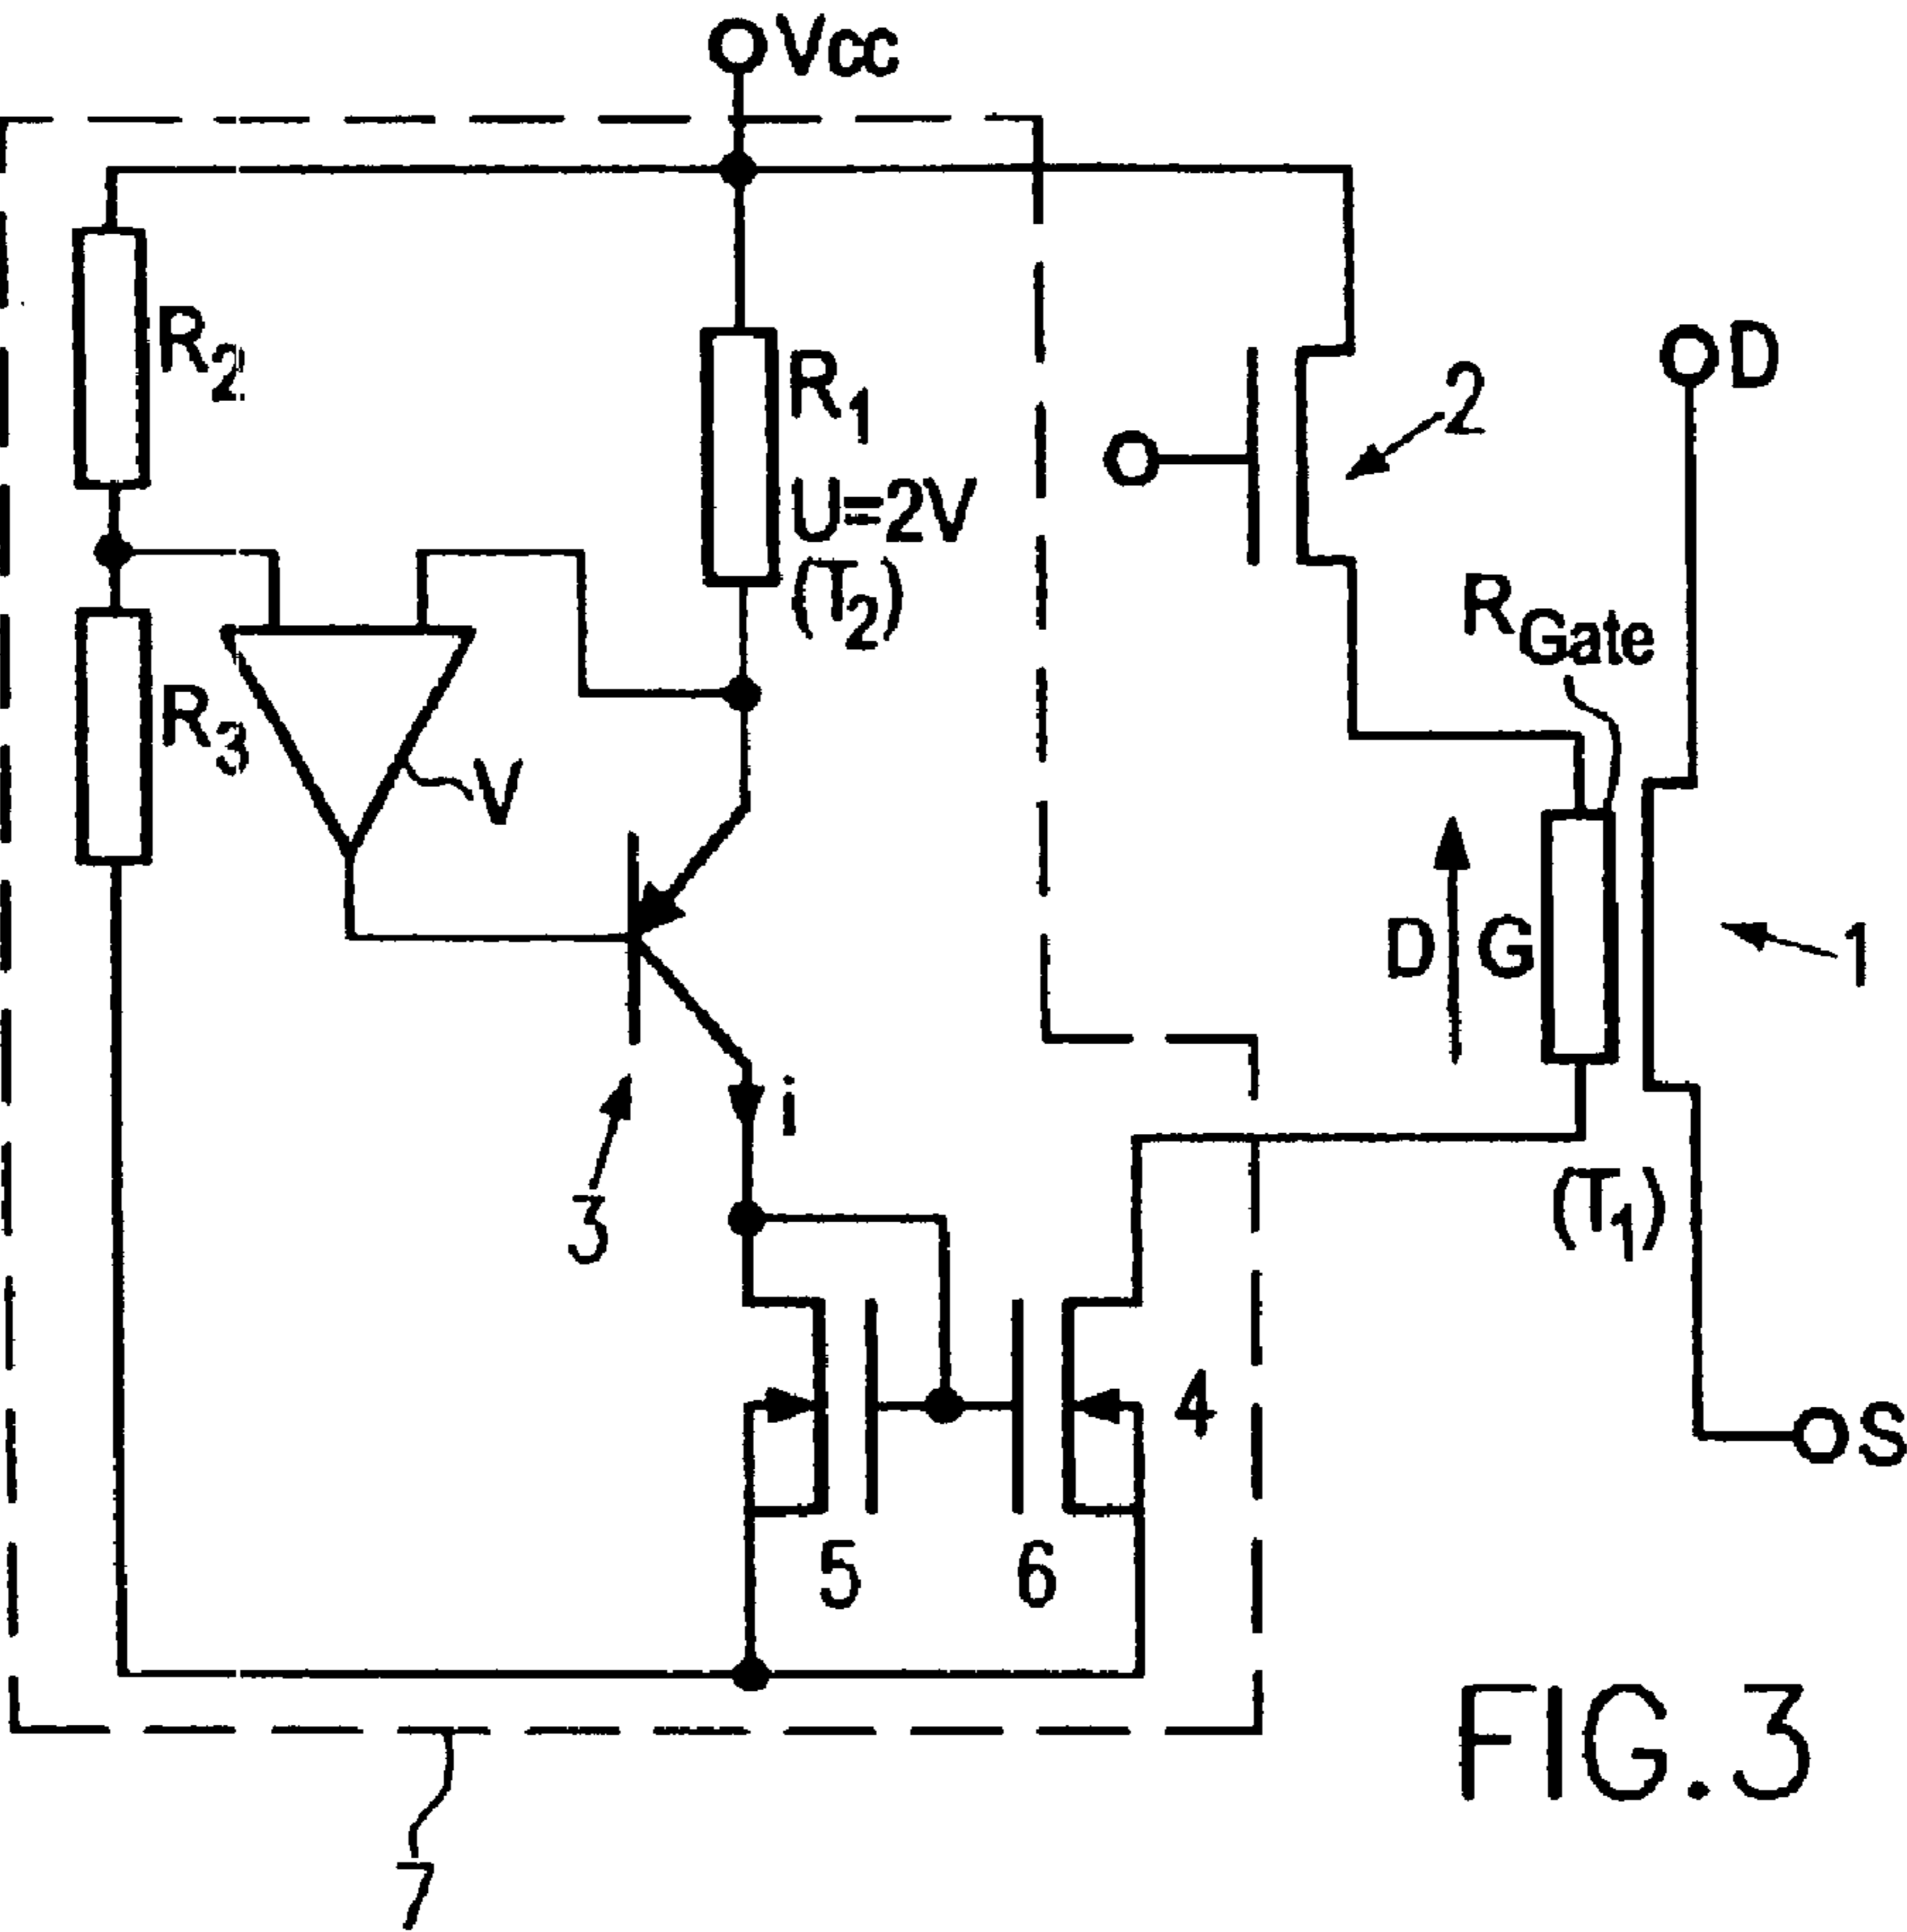 Vcc
R2
R1
U=2V
(T2)
2
D
RGate
R3
V
D
G
1
i
3
(T1)
4
S
5
6
FIG.3
7